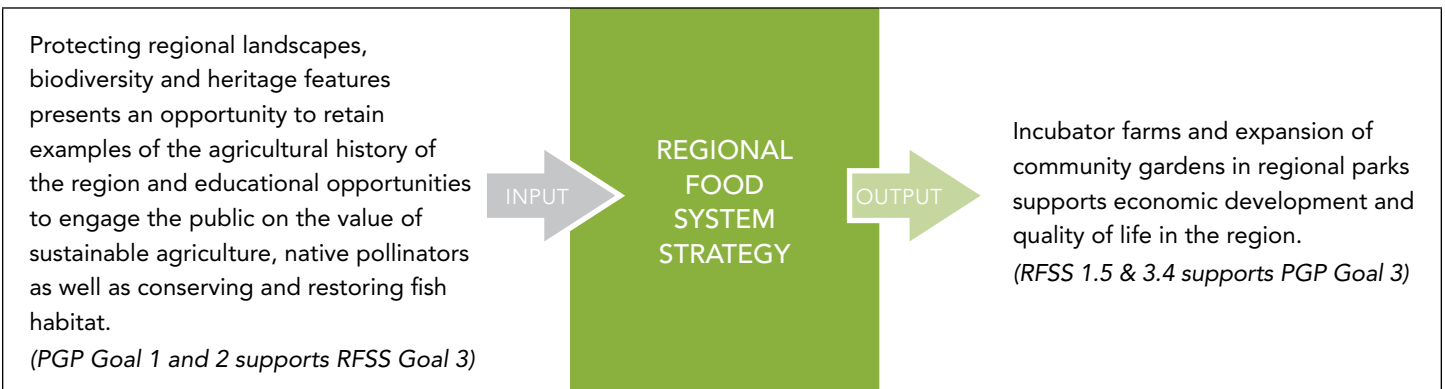 Protecting regional landscapes,
biodiversity and heritage features
presents an opportunity to retain
examples of the agricultural history of
the region and educational opportunities
to engage the public on the value of
sustainable agriculture, native pollinators
as well as conserving and restoring fish
habitat.
(PGP Goal 1 and 2 supports RFSS Goal 3)
INPUT
REGIONAL
FOOD
SYSTEM
STRATEGY
OUTPUT
Incubator farms and expansion of
community gardens in regional parks
supports economic development and
quality of life in the region.
(RFSS 1.5 & 3.4 supports PGP Goal 3)